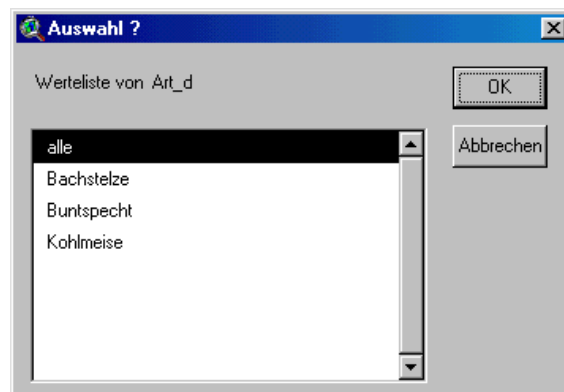 Auswahl ?
Werteliste von Art_d
OK
Abbrechen
alle
Bachstelze
Buntspecht
Kohlmeise